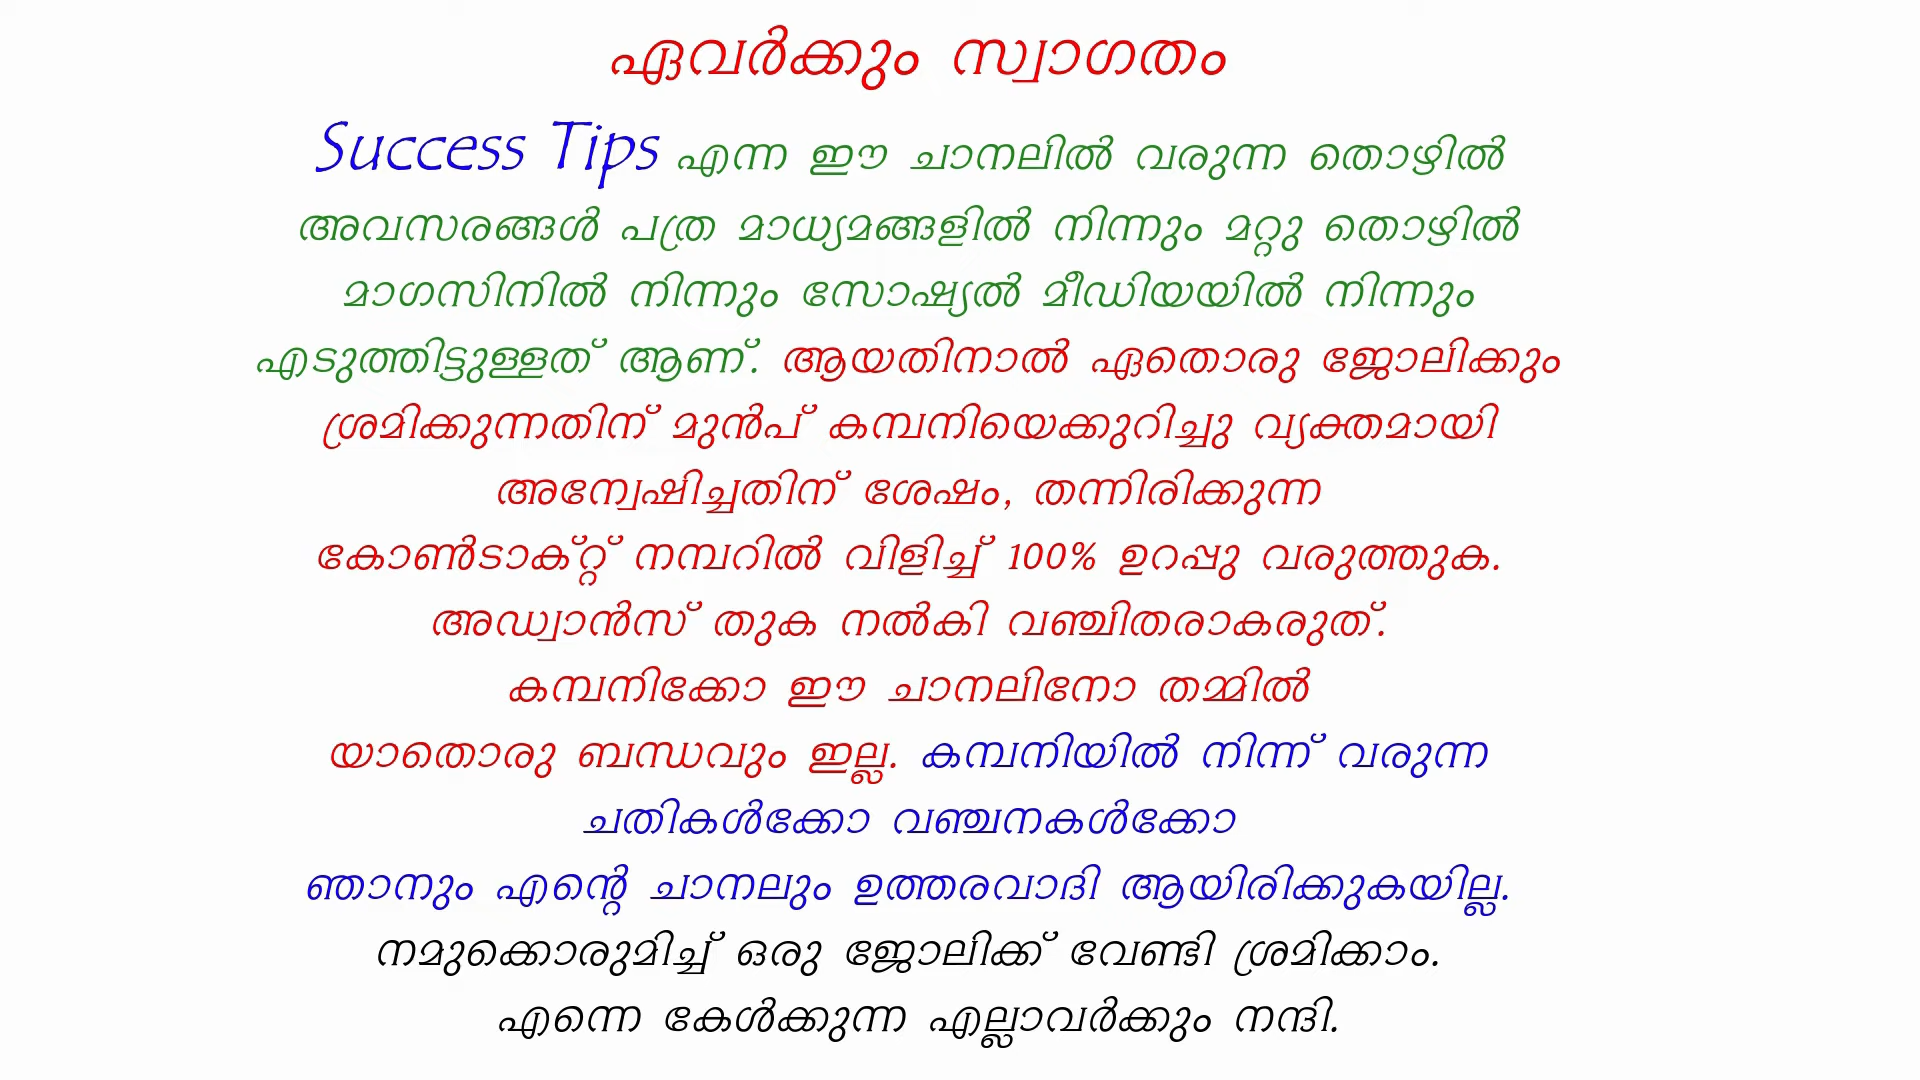 ഏവർക്കും സ്വാഗതം
Success Tips എന്ന ഈ ചാനലിൽ വരുന്ന തൊഴിൽ
അവസരങ്ങൾ പത്ര മാധ്യമങ്ങളിൽ നിന്നും മറ്റു തൊഴിൽ
മാഗസിനിൽ നിന്നും സോഷ്യൽ മീഡിയയിൽ നിന്നും
എടുത്തിട്ടുള്ളത് ആണ്. ആയതിനാൽ ഏതൊരു ജോലിക്കും
ശ്രമിക്കുന്നതിന് മുൻപ് കമ്പനിയെക്കുറിച്ചു വ്യക്തമായി
അന്വേഷിച്ചതിന് ശേഷം, തന്നിരിക്കുന്ന
കോൺടാക്റ്റ് നമ്പറിൽ വിളിച്ച് 100% ഉറപ്പു വരുത്തുക.
അഡ്വാൻസ് തുക നൽകി വഞ്ചിതരാകരുത്.
കമ്പനിക്കോ ഈ ചാനലിനോ തമ്മിൽ
യാതൊരു ബന്ധവും ഇല്ല. കമ്പനിയിൽ നിന്ന് വരുന്ന
ചതികൾക്കോ വഞ്ചനകൾക്കോ
ഞാനും എന്റെ ചാനലും ഉത്തരവാദി ആയിരിക്കുകയില്ല.
നമുക്കൊരുമിച്ച് ഒരു ജോലിക്ക് വേണ്ടി ശ്രമിക്കാം.
എന്നെ കേൾക്കുന്ന എല്ലാവർക്കും നന്ദി.